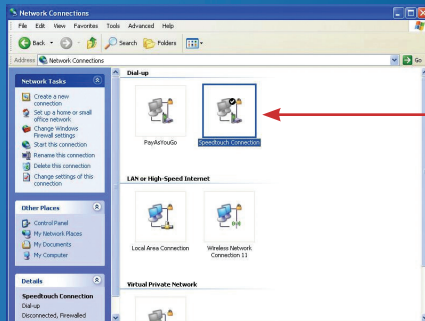 Network Connections
File Edit View Favorites Tools Advanced Help
Back Search Folders
Address Network Connections Go
Network Tasks
Create a new
connection
Set up a home or small
office network
Change Windows
Firewall settings
Start this connection
Rename this connection
Delete this connection
Change settings of this
connection
Other Places
Control Panel
My Network Places
My Documents
My Computer
Details
Speedtouch Connection
Dial-up
Disconnected, Firewalled
Dial-up
PayAsYouGo
Speedtouch Connection
LAN or High-Speed Internet
Local Area Connection
Wireless Network
Connection 11
Virtual Private Network